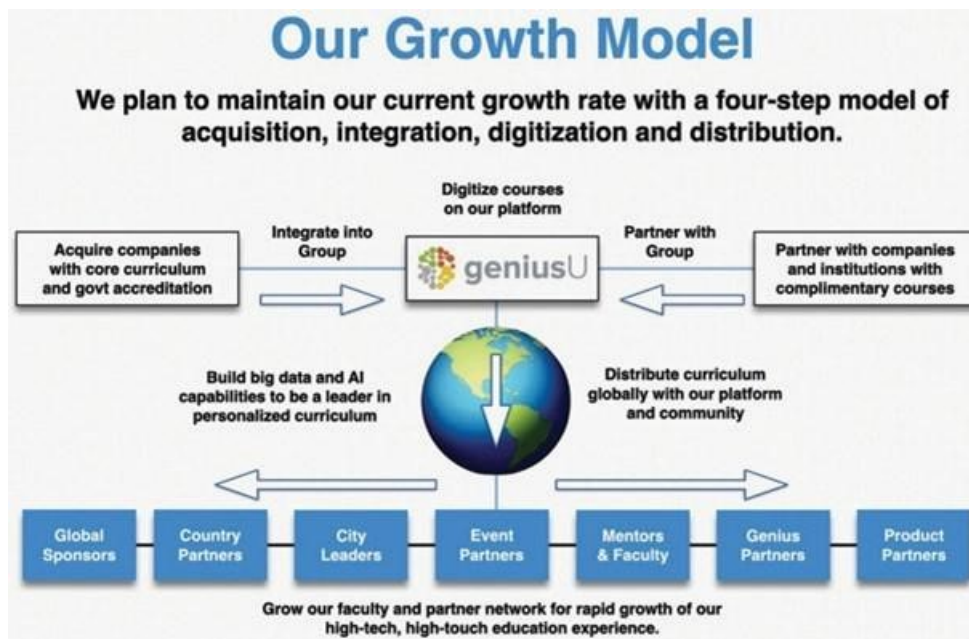 Our Growth Model
We plan to maintain our current growth rate with a four-step model of
acquisition, integration, digitization and distribution.
Digitize courses
on our platform
Acquire companies
with core curriculum
and govt accreditation
Integrate into
Group
geniusU
Partner with
Group
Partner with companies
and institutions with
complimentary courses
Build big data and AI
capabilities to be a leader in
personalized curriculum
Distribute curriculum
globally with our platform
and community
Global
Sponsors
Country
Partners
City
Leaders
Event
Partners
Mentors
& Faculty
Genius
Partners
Product
Partners
Grow our faculty and partner network for rapid growth of our
high-tech, high-touch education experience.